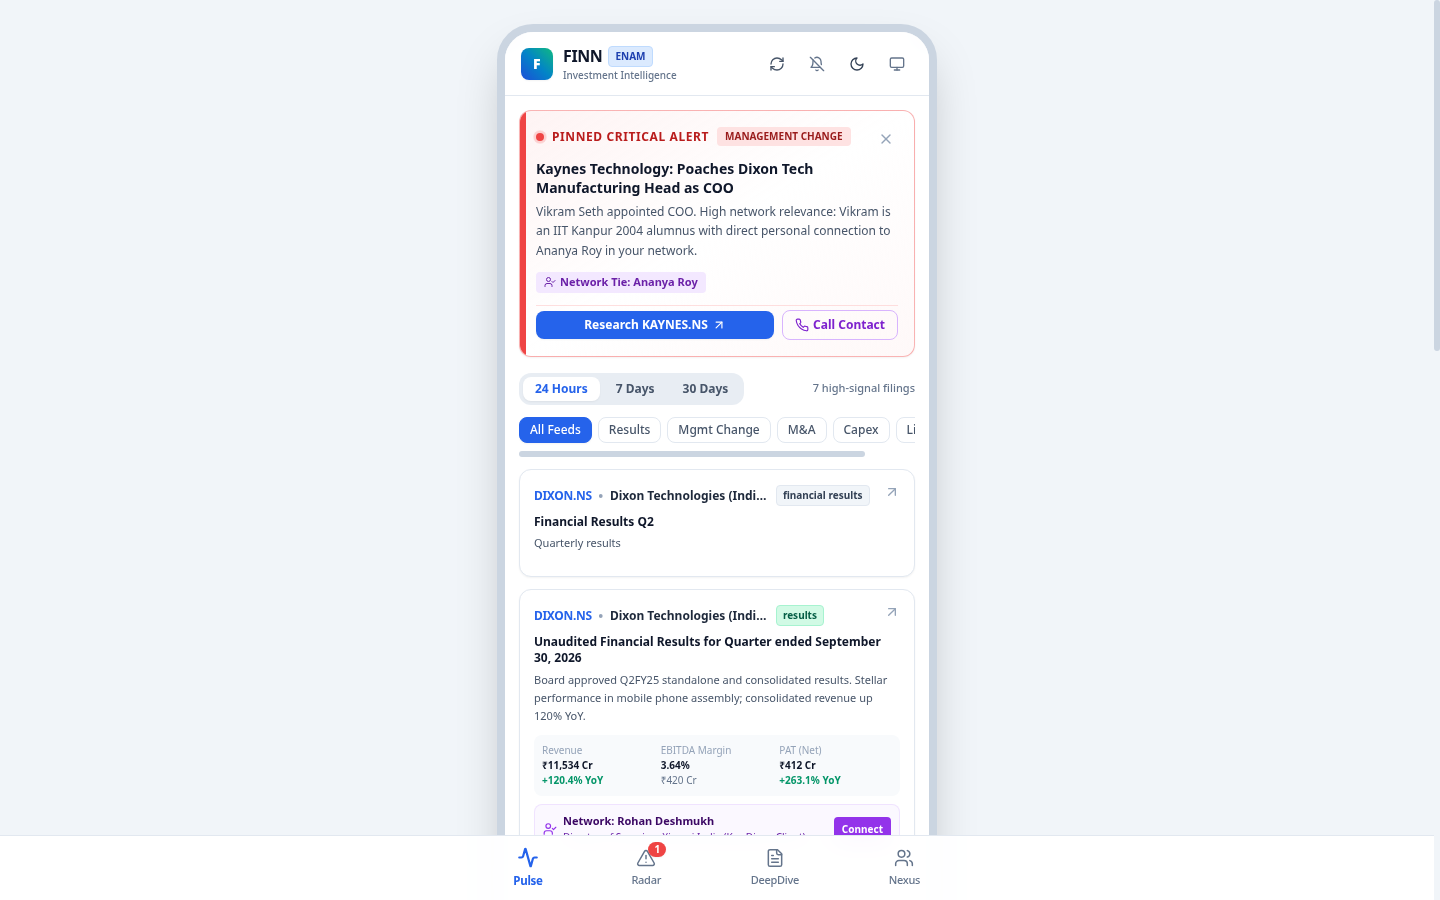 F
FINN ENAM
Investment Intelligence
PINNED CRITICAL ALERT MANAGEMENT CHANGE
Kaynes Technology: Poaches Dixon Tech
Manufacturing Head as COO
Vikram Seth appointed COO. High network relevance: Vikram is
an IIT Kanpur 2004 alumnus with direct personal connection to
Ananya Roy in your network.
Network Tie: Ananya Roy
Research KAYNES.NS Call Contact
24 Hours 7 Days 30 Days 7 high-signal filings
All Feeds Results Mgmt Change M&A Capex Li
DIXON.NS • Dixon Technologies (Indi... financial results
Financial Results Q2
Quarterly results
DIXON.NS • Dixon Technologies (Indi... results
Unaudited Financial Results for Quarter ended September
30, 2026
Board approved Q2FY25 standalone and consolidated results. Stellar
performance in mobile phone assembly; consolidated revenue up
120% YoY.
Revenue EBITDA Margin PAT (Net)
₹11,534 Cr 3.64% ₹412 Cr
+120.4% YoY ₹420 Cr +263.1% YoY
Network: Rohan Deshmukh
Connect
1
Pulse Radar DeepDive Nexus